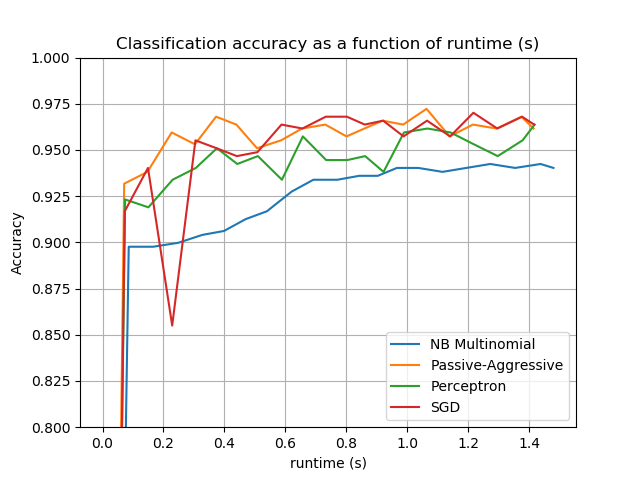 Classification accuracy as a function of runtime (s)
1.000
0.975
0.950
0.925
0.900
0.875
0.850
0.825
0.800
Accuracy
NB Multinomial
Passive-Aggressive
Perceptron
SGD
0.0 0.2 0.4 0.6 0.8 1.0 1.2 1.4
runtime (s)